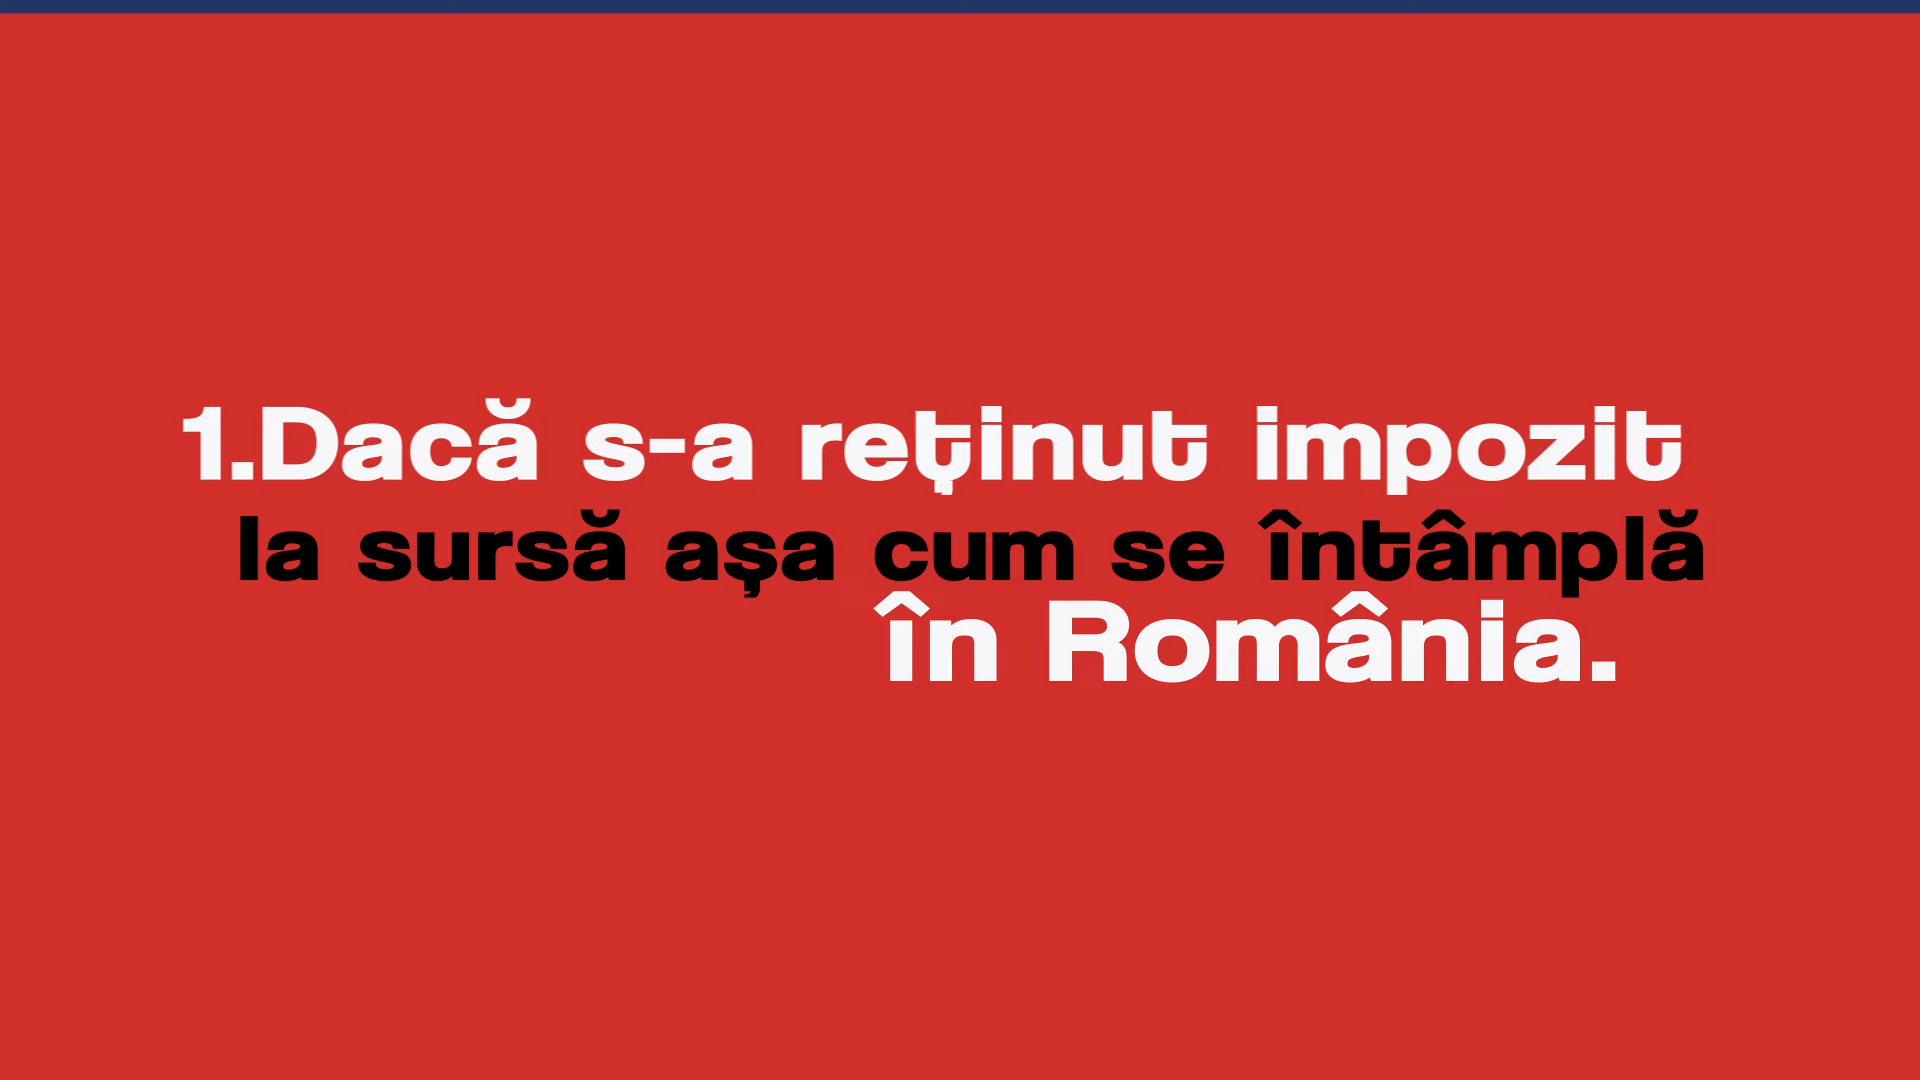 1.Dacă s-a reţinut impozit
la sursă aşa cum se întâmplă
în România.